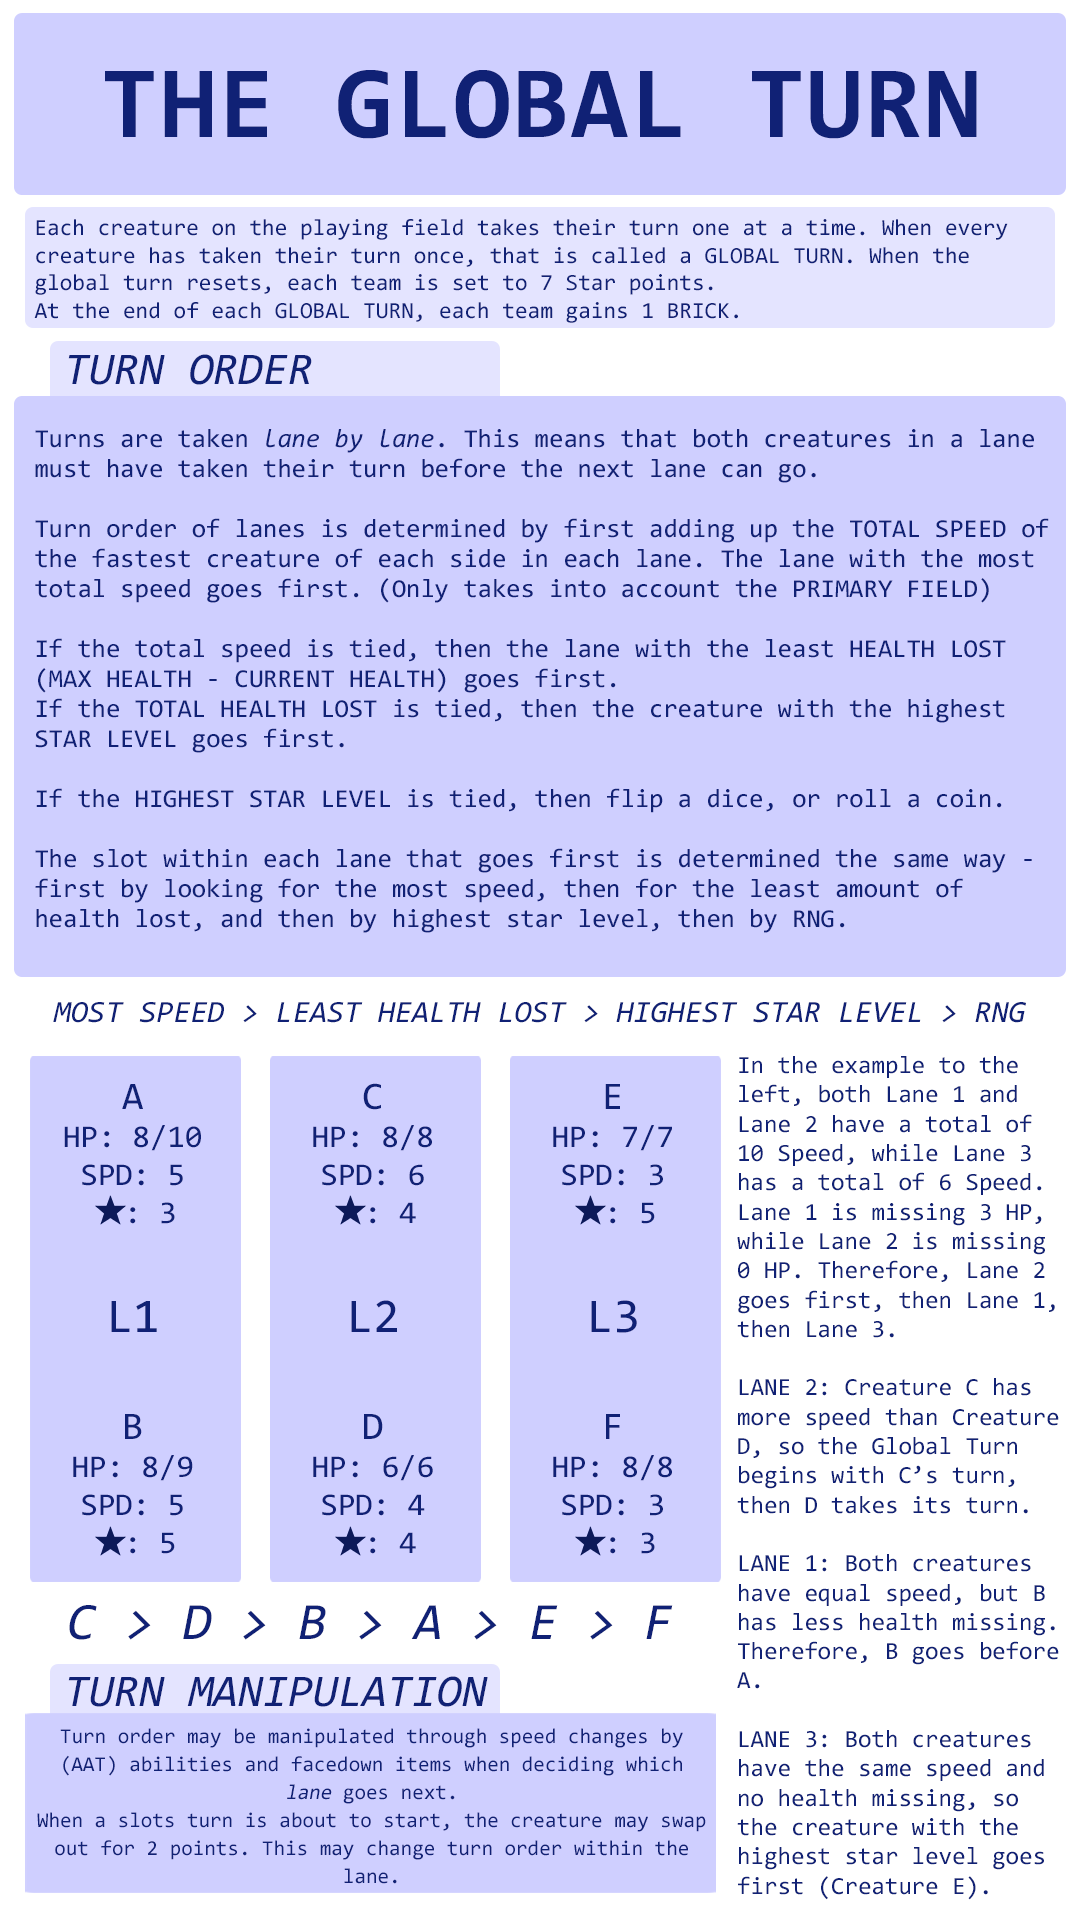 THE GLOBAL TURN
Each creature on the playing field takes their turn one at a time. When every
creature has taken their turn once, that is called a GLOBAL TURN. When the
global turn resets, each team is set to 7 Star points.
At the end of each GLOBAL TURN, each team gains 1 BRICK.
TURN ORDER
Turns are taken lane by lane. This means that both creatures in a lane
must have taken their turn before the next lane can go.
Turn order of lanes is determined by first adding up the TOTAL SPEED of
the fastest creature of each side in each lane. The lane with the most
total speed goes first. (Only takes into account the PRIMARY FIELD)
If the total speed is tied, then the lane with the least HEALTH LOST
(MAX HEALTH - CURRENT HEALTH) goes first.
If the TOTAL HEALTH LOST is tied, then the creature with the highest
STAR LEVEL goes first.
If the HIGHEST STAR LEVEL is tied, then flip a dice, or roll a coin.
The slot within each lane that goes first is determined the same way -
first by looking for the most speed, then for the least amount of
health lost, and then by highest star level, then by RNG.
MOST SPEED > LEAST HEALTH LOST > HIGHEST STAR LEVEL > RNG
A
HP: 8/10
SPD: 5
★: 3
L1
B
HP: 8/9
SPD: 5
★: 5
C
HP: 8/8
SPD: 6
★: 4
L2
D
HP: 6/6
SPD: 4
★: 4
E
HP: 7/7
SPD: 3
★: 5
L3
F
HP: 8/8
SPD: 3
★: 3
C > D > B > A > E > F
In the example to the
left, both Lane 1 and
Lane 2 have a total of
10 Speed, while Lane 3
has a total of 6 Speed.
Lane 1 is missing 3 HP,
while Lane 2 is missing
0 HP. Therefore, Lane 2
goes first, then Lane 1,
then Lane 3.
LANE 2: Creature C has
more speed than Creature
D, so the Global Turn
begins with C’s turn,
then D takes its turn.
LANE 1: Both creatures
have equal speed, but B
has less health missing.
Therefore, B goes before
A.
LANE 3: Both creatures
have the same speed and
no health missing, so
the creature with the
highest star level goes
first (Creature E).
TURN MANIPULATION
Turn order may be manipulated through speed changes by
(AAT) abilities and facedown items when deciding which
lane goes next.
When a slots turn is about to start, the creature may swap
out for 2 points. This may change turn order within the
lane.